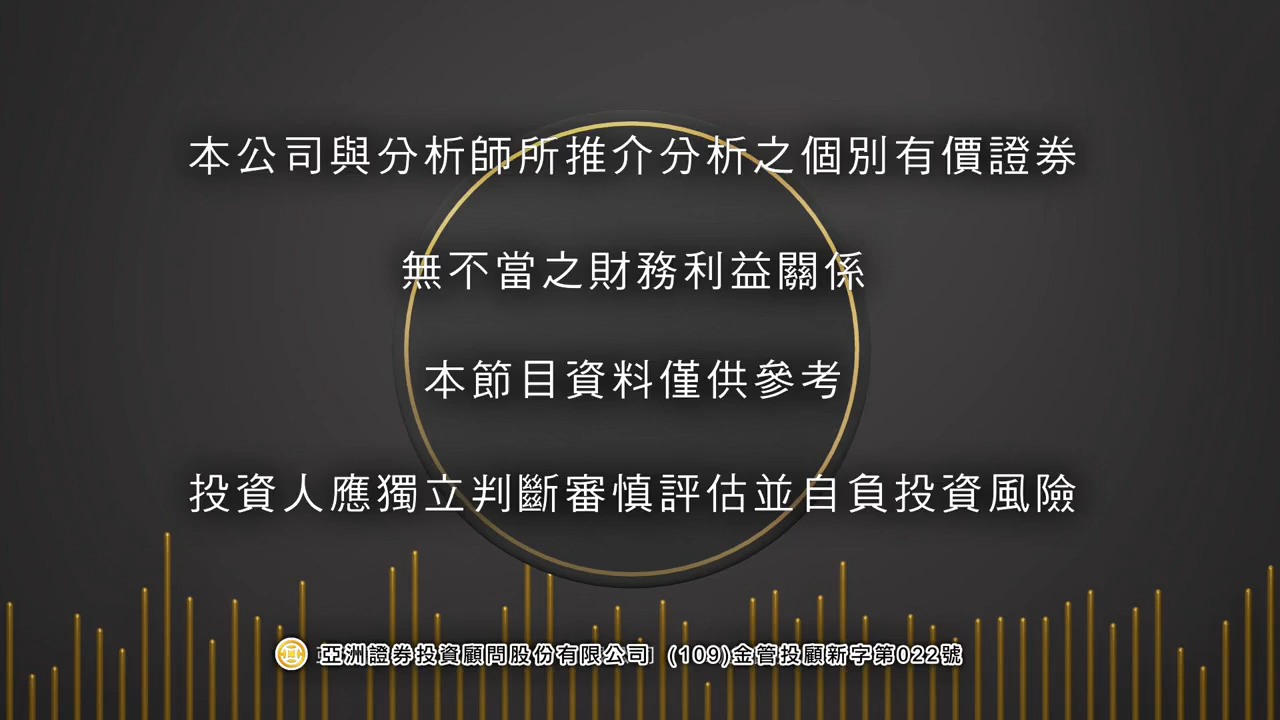 本公司與分析師所推介分析之個別有價證券
無不當之財務利益關係
本節目資料僅供參考
投資人應獨立判斷審慎評估並自負投資風險
亞洲證券投資顧問股份有限公司 (109)金管投顧新字第022號